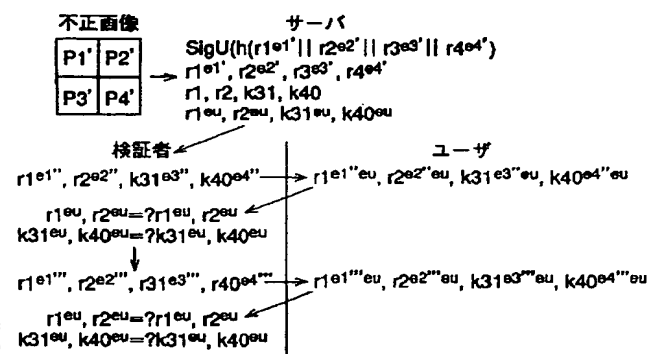 不正画像
P1' P2'
P3' P4'
サーバ
SigU(h(r1e1'|| r2e2'|| r3e3'|| r4e4')
r1e1', r2e2', r3e3', r4e4'
r1, r2, k31, k40
r1eu, r2eu, k31eu, k40eu
検証者
r1e1'', r2e2'', k31e3'', k40e4''
r1eu, r2eu=?r1eu, r2eu
k31eu, k40eu=?k31eu, k40eu
r1e1''', r2e2''', r31e3''', r40e4'''
r1eu, r2eu=?r1eu, r2eu
k31eu, k40eu=?k31eu, k40eu
ユーザ
r1e1''eu, r2e2''eu, k31e3''eu, k40e4''eu
r1e1'''eu, r2e2'''eu, k31e3'''eu, k40e4'''eu